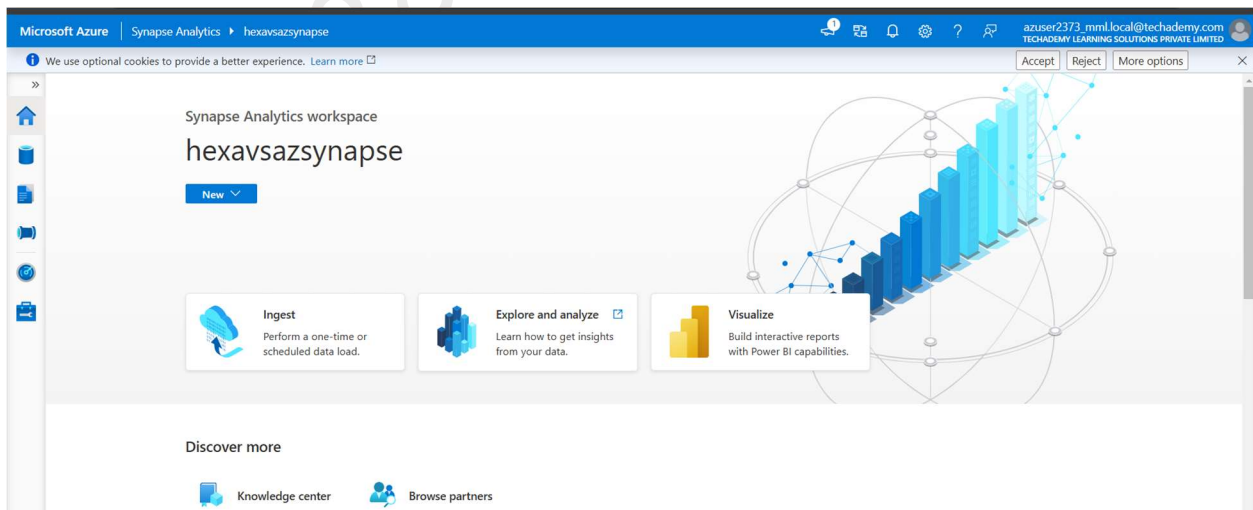 Microsoft Azure
Synapse Analytics
hexavsazsynapse
1
azuser2373_mml.local@techademy.com
TECHADEMY LEARNING SOLUTIONS PRIVATE LIMITED
We use optional cookies to provide a better experience. Learn more
Accept
Reject
More options
Synapse Analytics workspace
hexavsazsynapse
New
Ingest
Perform a one-time or
scheduled data load.
Explore and analyze
Learn how to get insights
from your data.
Visualize
Build interactive reports
with Power BI capabilities.
Discover more
Knowledge center
Browse partners